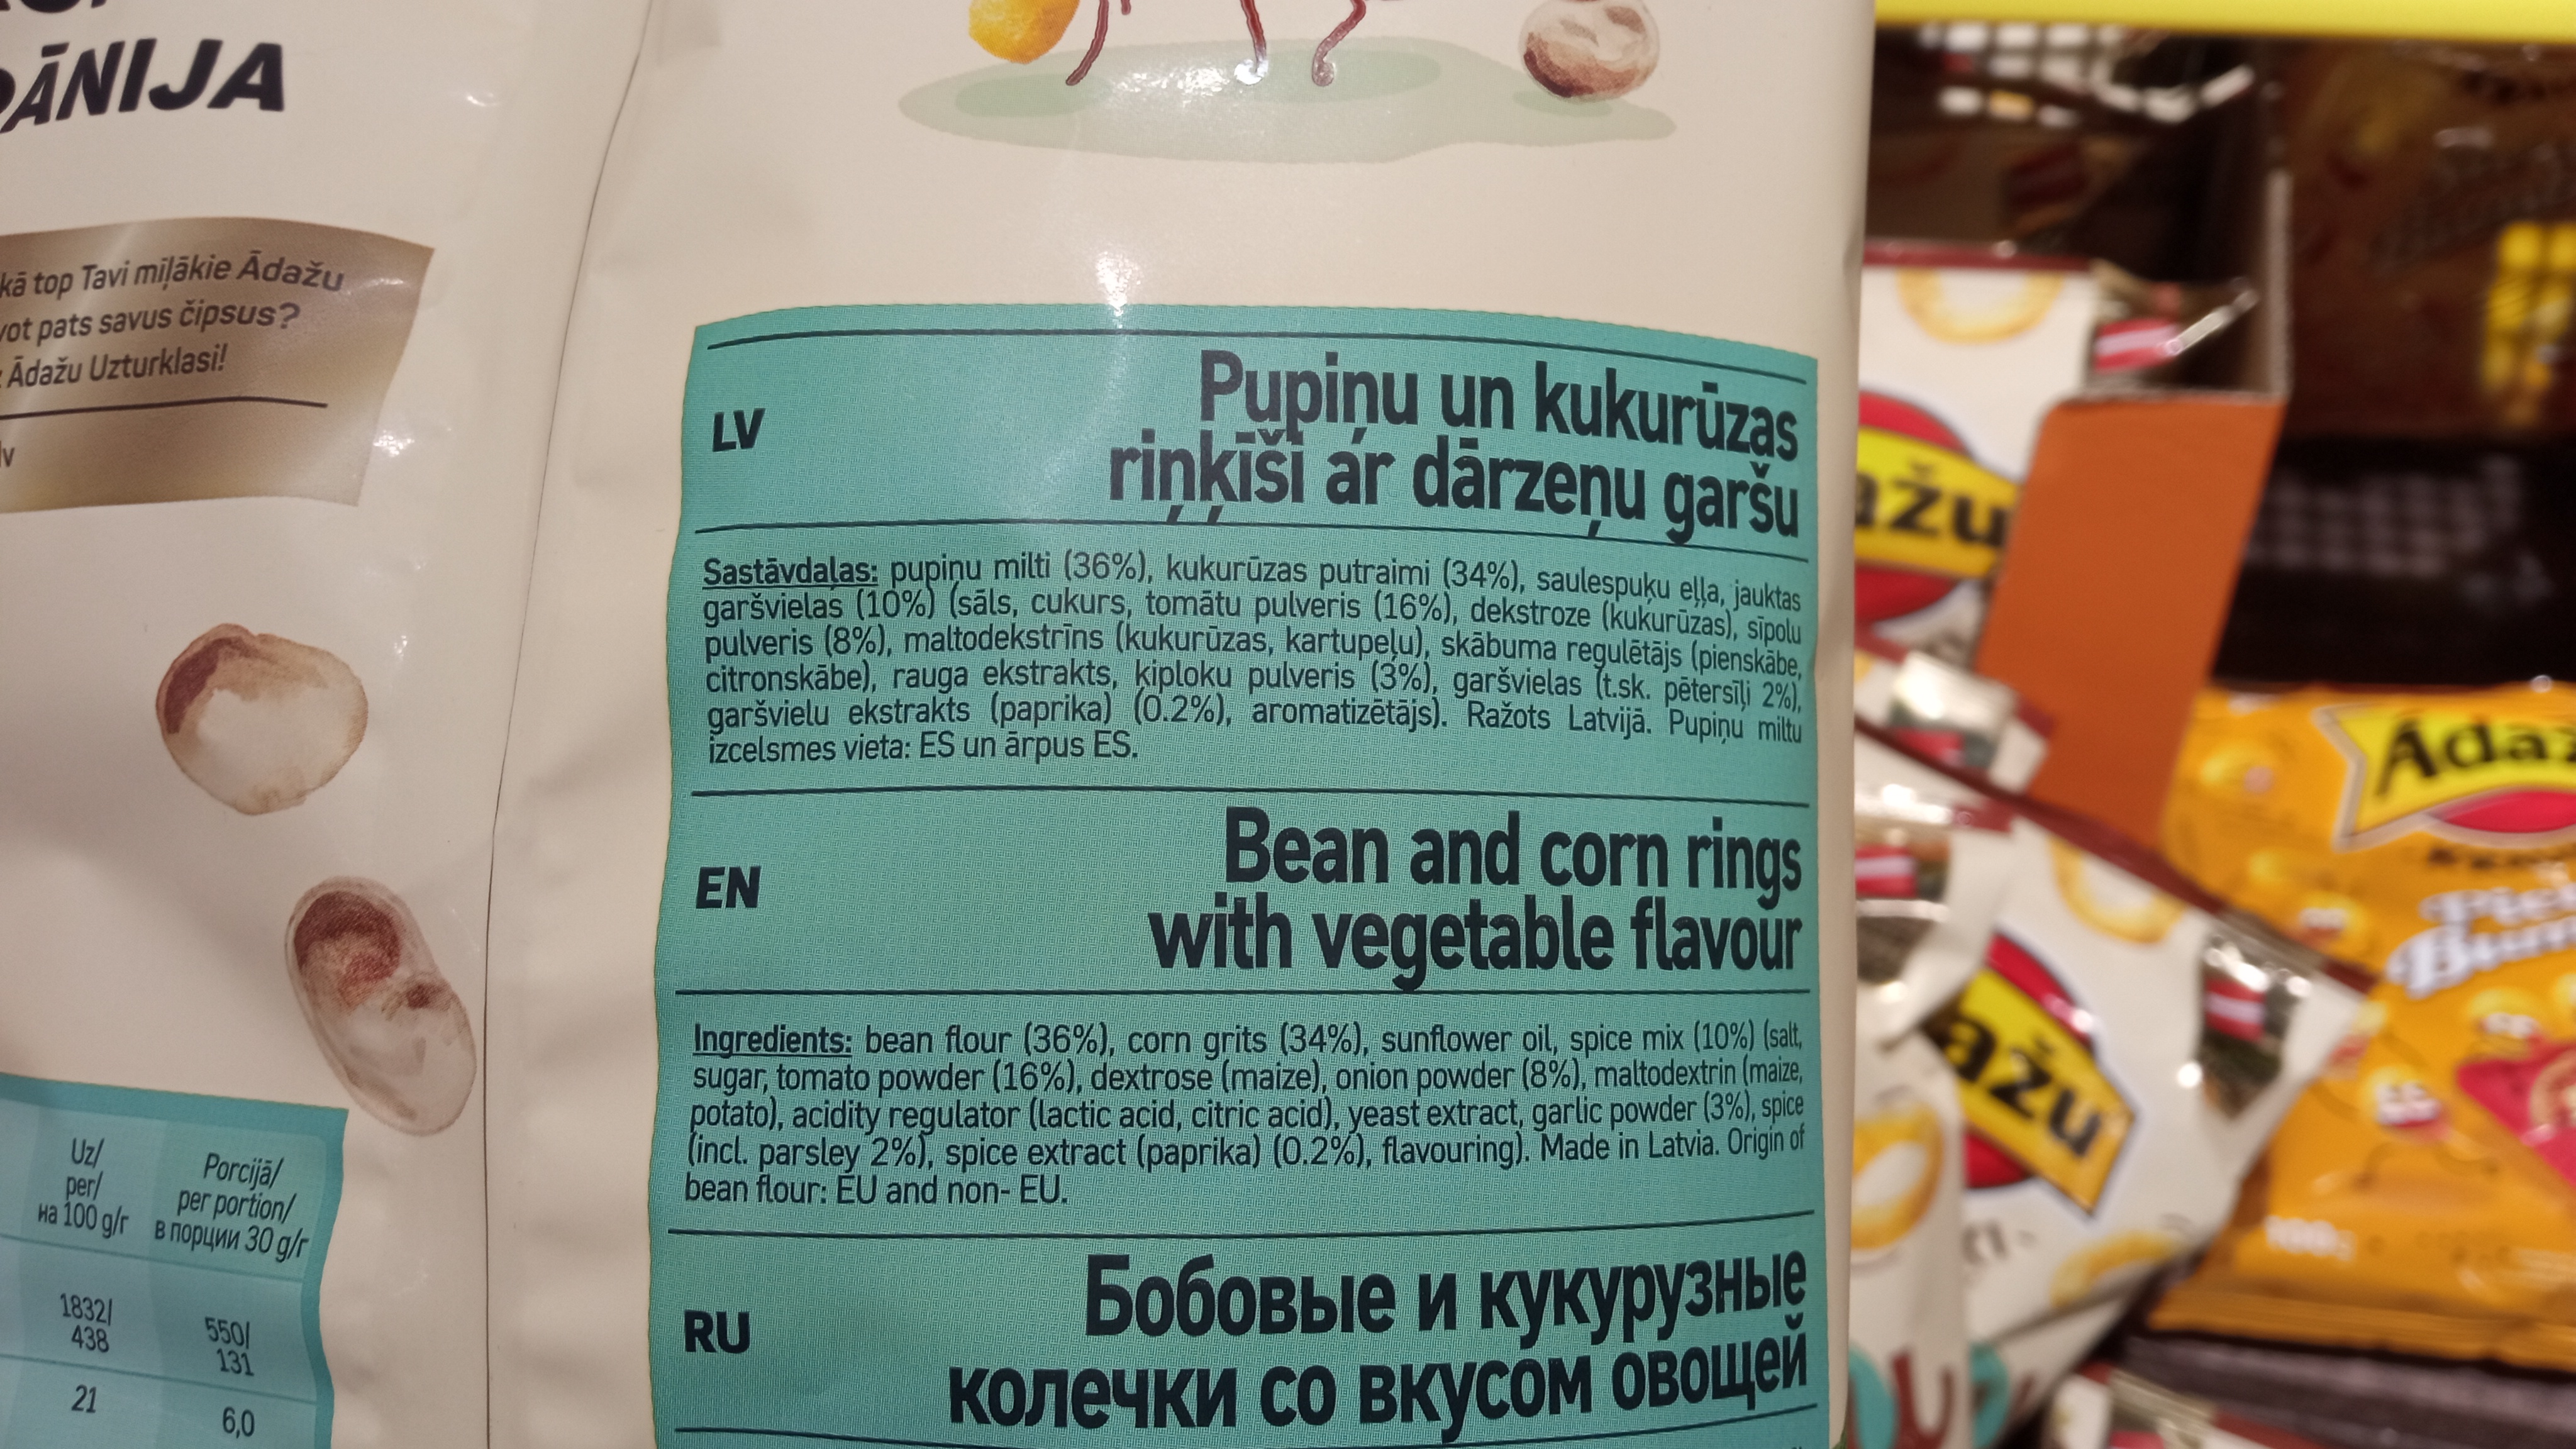 ĀNIJA
kā top Tavi mīļākie Ādažu
vot pats savus čipsus?
Ādažu Uzturklasi!
lv
Uz/
per/
на 100 g/г
Porcijā/
per portion/
в порции 30 g/г
1832/
438
550/
131
21
6,0
LV
Pupiņu un kukurūzas
riņķīši ar dārzeņu garšu
Sastāvdaļas: pupiņu milti (36%), kukurūzas putraimi (34%), saulespuķu eļļa, jauktas
garšvielas (10%) (sāls, cukurs, tomātu pulveris (16%), dekstroze (kukurūzas), sīpolu
pulveris (8%), maltodekstrīns (kukurūzas, kartupeļu), skābuma regulētājs (pienskābe,
citronskābe), rauga ekstrakts, ķiploku pulveris (3%), garšvielas (t.sk. pētersīļi 2%),
garšvielu ekstrakts (paprika) (0.2%), aromatizētājs). Ražots Latvijā. Pupiņu miltu
izcelsmes vieta: ES un ārpus ES.
EN
Bean and corn rings
with vegetable flavour
Ingredients: bean flour (36%), corn grits (34%), sunflower oil, spice mix (10%) (salt,
sugar, tomato powder (16%), dextrose (maize), onion powder (8%), maltodextrin (maize,
potato), acidity regulator (lactic acid, citric acid), yeast extract, garlic powder (3%), spice
(incl. parsley 2%), spice extract (paprika) (0.2%), flavouring). Made in Latvia. Origin of
bean flour: EU and non- EU.
RU
Бобовые и кукурузные
колечки со вкусом овощей
ažu
Ādaž
ažu